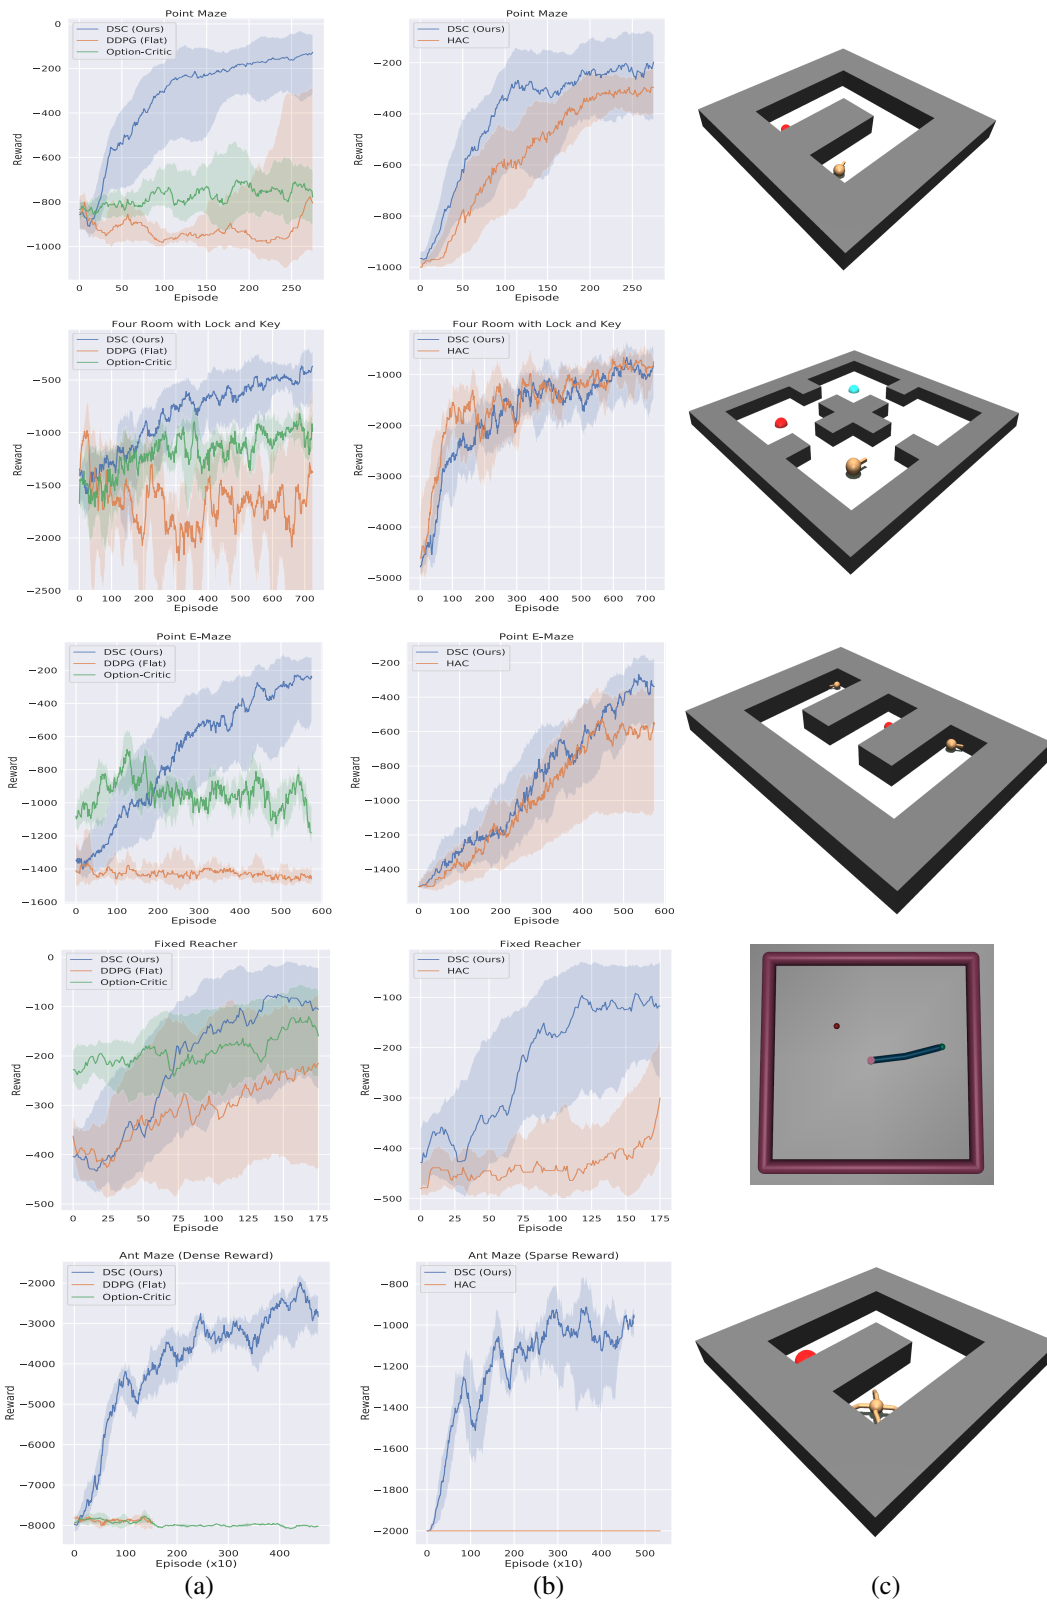 Point Maze
DSC (Ours)
DDPG (Flat)
Option-Critic
0
−200
−400
−600
−800
−1000
Reward
0 50 100 150 200 250
Episode
Point Maze
DSC (Ours)
HAC
0
−200
−400
−600
−800
−1000
Reward
0 50 100 150 200 250
Episode
Four Room with Lock and Key
DSC (Ours)
DDPG (Flat)
Option-Critic
−500
−1000
−1500
−2000
−2500
Reward
0 100 200 300 400 500 600 700
Episode
Four Room with Lock and Key
DSC (Ours)
HAC
−1000
−2000
−3000
−4000
−5000
Reward
0 100 200 300 400 500 600 700
Episode
Point E-Maze
DSC (Ours)
DDPG (Flat)
Option-Critic
−200
−400
−600
−800
−1000
−1200
−1400
−1600
Reward
0 100 200 300 400 500 600
Episode
Point E-Maze
DSC (Ours)
HAC
−200
−400
−600
−800
−1000
−1200
−1400
Reward
0 100 200 300 400 500 600
Episode
Fixed Reacher
DSC (Ours)
DDPG (Flat)
Option-Critic
0
−100
−200
−300
−400
−500
Reward
0 25 50 75 100 125 150 175
Episode
Fixed Reacher
DSC (Ours)
HAC
−100
−200
−300
−400
−500
Reward
0 25 50 75 100 125 150 175
Episode
Ant Maze (Dense Reward)
DSC (Ours)
DDPG (Flat)
Option-Critic
−2000
−3000
−4000
−5000
−6000
−7000
−8000
Reward
0 100 200 300 400
Episode (x10)
Ant Maze (Sparse Reward)
DSC (Ours)
HAC
−800
−1000
−1200
−1400
−1600
−1800
−2000
Reward
0 100 200 300 400 500
Episode (x10)
(a) (b) (c)